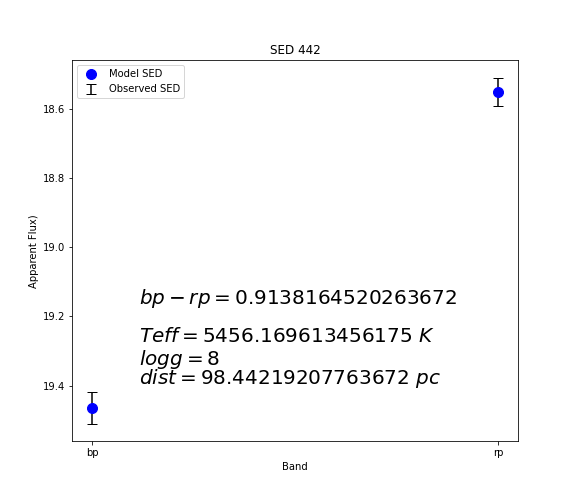 SED 442
Model SED
Observed SED
18.6
18.8
19.0
19.2
19.4
Apparent Flux)
bp − rp = 0.9138164520263672
Teff = 5456.169613456175 K
logg = 8
dist = 98.44219207763672 pc
bp
rp
Band